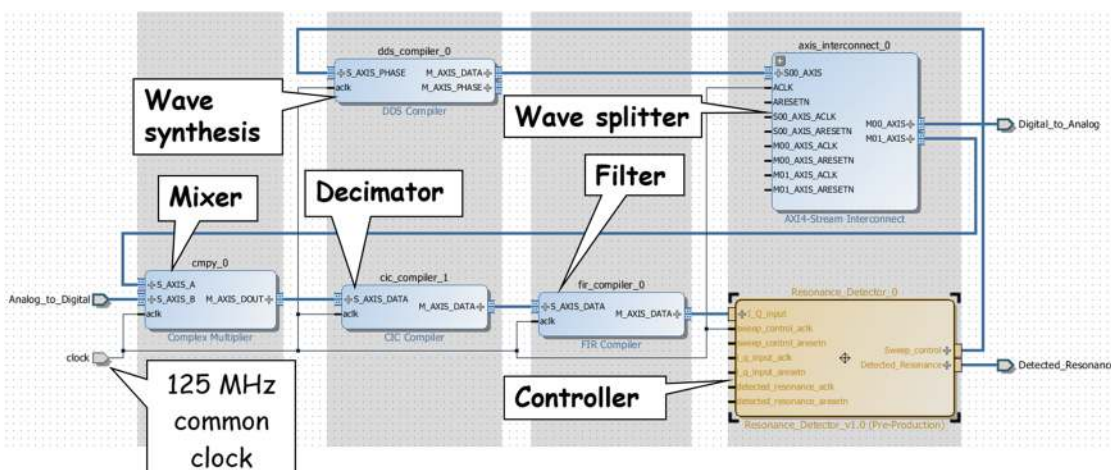 dds_compiler_0
S_AXIS_PHASE
aclk
M_AXIS_DATA
M_AXIS_PHASE
DDS Compiler
Wave
synthesis
axis_interconnect_0
S00_AXIS
ACLK
ARESETN
S00_AXIS_ACLK
S00_AXIS_ARESETN
M00_AXIS_ACLK
M00_AXIS_ARESETN
M01_AXIS_ACLK
M01_AXIS_ARESETN
M00_AXIS
M01_AXIS
AXI4-Stream Interconnect
Wave splitter
Digital_to_Analog
Mixer
Decimator
Filter
Analog_to_Digital
clock
cmpy_0
S_AXIS_A
S_AXIS_B
aclk
M_AXIS_DOUT
Complex Multiplier
cic_compiler_1
S_AXIS_DATA
aclk
M_AXIS_DATA
CIC Compiler
fir_compiler_0
S_AXIS_DATA
aclk
M_AXIS_DATA
FIR Compiler
Resonance_Detector_0
I_Q_input
sweep_control_aclk
sweep_control_aresetn
i_q_input_aclk
i_q_input_aresetn
detected_resonance_aclk
detected_resonance_aresetn
Sweep_control
Detected_Resonance
Resonance_Detector_v1.0 (Pre-Production)
Detected_Resonance
Controller
125 MHz
common
clock